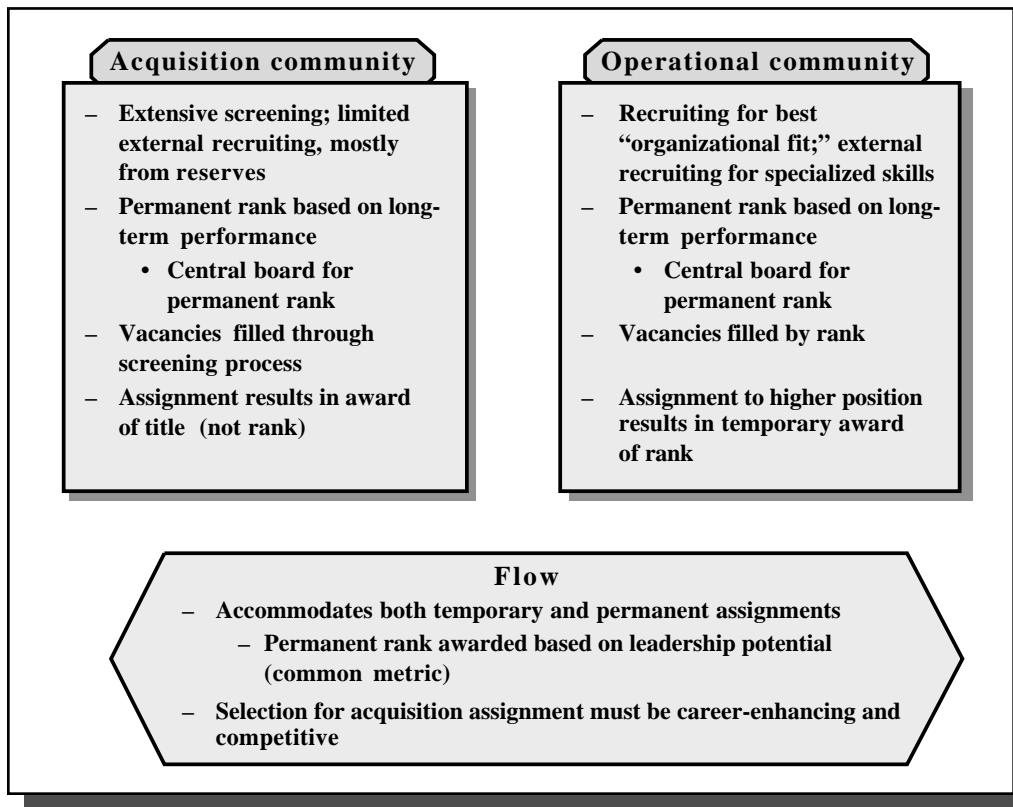 Acquisition community
– Extensive screening; limited
external recruiting, mostly
from reserves
– Permanent rank based on long-
term performance
• Central board for
permanent rank
– Vacancies filled through
screening process
– Assignment results in award
of title (not rank)
Operational community
– Recruiting for best
“organizational fit;” external
recruiting for specialized skills
– Permanent rank based on long-
term performance
• Central board for
permanent rank
– Vacancies filled by rank
– Assignment to higher position
results in temporary award
of rank
Flow
– Accommodates both temporary and permanent assignments
– Permanent rank awarded based on leadership potential
(common metric)
– Selection for acquisition assignment must be career-enhancing and
competitive